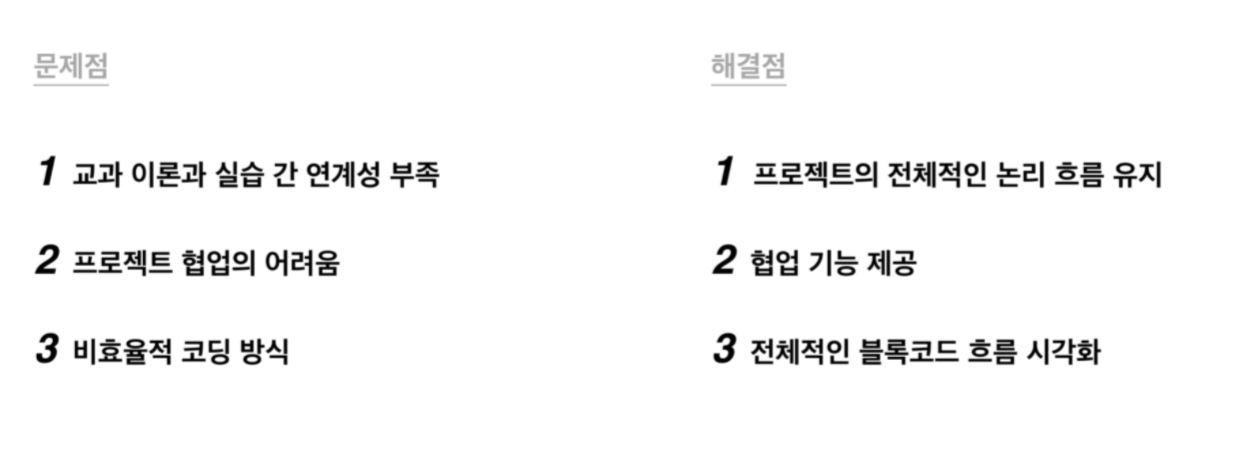 문제점
1 교과 이론과 실습 간 연계성 부족
2 프로젝트 협업의 어려움
3 비효율적 코딩 방식
해결점
1 프로젝트의 전체적인 논리 흐름 유지
2 협업 기능 제공
3 전체적인 블록코드 흐름 시각화